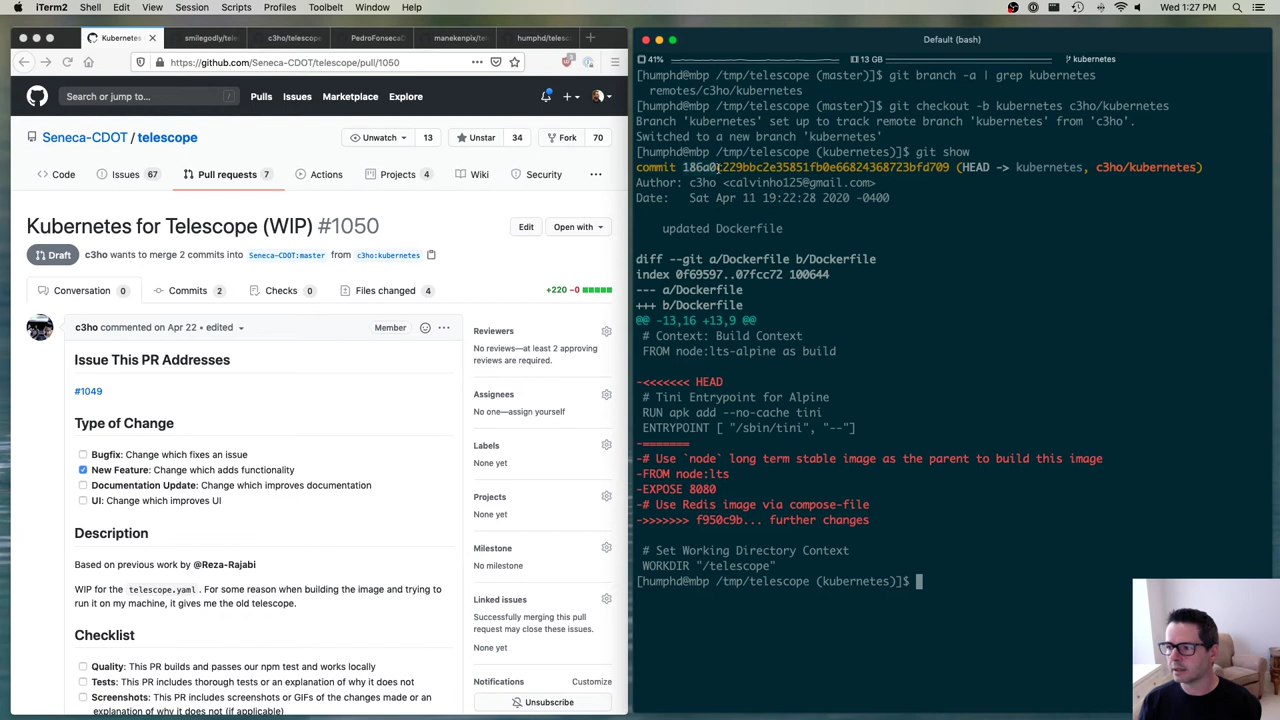 iTerm2 Shell Edit View Session Scripts Profiles Toolbelt Window Help
Wed 1:27 PM
Kubernetes
smilegodly/tele
c3ho/telescope
PedroFonsecaD
manekenpix/tel
humphd/telesc
https://github.com/Seneca-CDOT/telescope/pull/1050
Search or jump to...
Pulls Issues Marketplace Explore
Seneca-CDOT / telescope
Unwatch 13 Unstar 34 Fork 70
Code Issues 67 Pull requests 7 Actions Projects 4 Wiki Security
Kubernetes for Telescope (WIP) #1050
Edit Open with
Draft c3ho wants to merge 2 commits into Seneca-CDOT:master from c3ho:kubernetes
Conversation 0 Commits 2 Checks 0 Files changed 4 +220 -0
c3ho commented on Apr 22 • edited Member
Issue This PR Addresses
#1049
Type of Change
Bugfix: Change which fixes an issue
New Feature: Change which adds functionality
Documentation Update: Change which improves documentation
UI: Change which improves UI
Description
Based on previous work by @Reza-Rajabi
WIP for the telescope.yaml . For some reason when building the image and trying to
run it on my machine, it gives me the old telescope.
Checklist
Quality: This PR builds and passes our npm test and works locally
Tests: This PR includes thorough tests or an explanation of why it does not
Screenshots: This PR includes screenshots or GIFs of the changes made or an
explanation of why it does not (if applicable)
Reviewers
No reviews—at least 2 approving
reviews are required.
Assignees
No one—assign yourself
Labels
None yet
Projects
None yet
Milestone
No milestone
Linked issues
Successfully merging this pull
request may close these issues.
None yet
Notifications Customize
Unsubscribe
Default (bash)
41% 13 GB kubernetes
[humphd@mbp /tmp/telescope (master)]$ git branch -a | grep kubernetes
remotes/c3ho/kubernetes
[humphd@mbp /tmp/telescope (master)]$ git checkout -b kubernetes c3ho/kubernetes
Branch 'kubernetes' set up to track remote branch 'kubernetes' from 'c3ho'.
Switched to a new branch 'kubernetes'
[humphd@mbp /tmp/telescope (kubernetes)]$ git show
commit (HEAD -> kubernetes, c3ho/kubernetes)
Author: c3ho <calvinho125@gmail.com>
Date: Sat Apr 11 19:22:28 2020 -0400
updated Dockerfile
diff --git a/Dockerfile b/Dockerfile
index 0f69597..07fcc72 100644
--- a/Dockerfile
+++ b/Dockerfile
@@ -13,16 +13,9 @@
# Context: Build Context
FROM node:lts-alpine as build
-<<<<<<< HEAD
# Tini Entrypoint for Alpine
RUN apk add --no-cache tini
ENTRYPOINT [ "/sbin/tini", "--"]
-=======
-# Use `node` long term stable image as the parent to build this image
-FROM node:lts
-EXPOSE 8080
-# Use Redis image via compose-file
->>>>>>> f950c9b... further changes
# Set Working Directory Context
WORKDIR "/telescope"
[humphd@mbp /tmp/telescope (kubernetes)]$